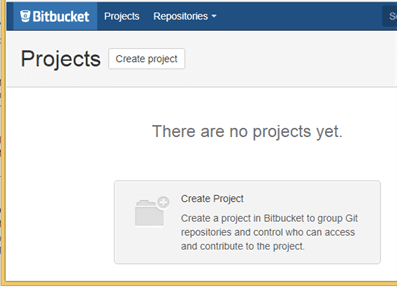 Bitbucket Projects Repositories
Projects Create project
There are no projects yet.
Create Project
Create a project in Bitbucket to group Git
repositories and control who can access
and contribute to the project.